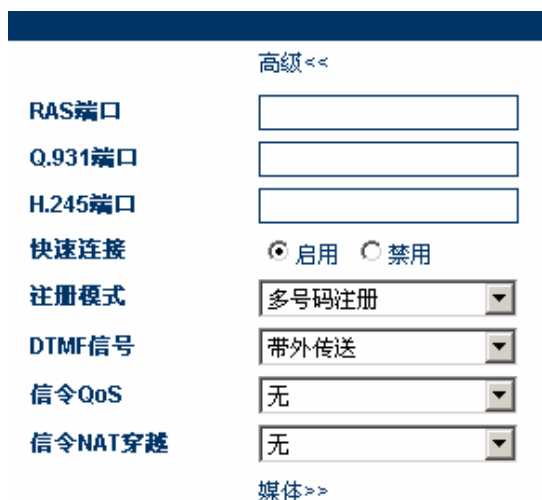 高级<<
RAS端口
Q.931端口
H.245端口
快速连接 启用 禁用
注册模式 多号码注册
DTMF信号 带外传送
信令QoS 无
信令NAT穿越 无
媒体>>